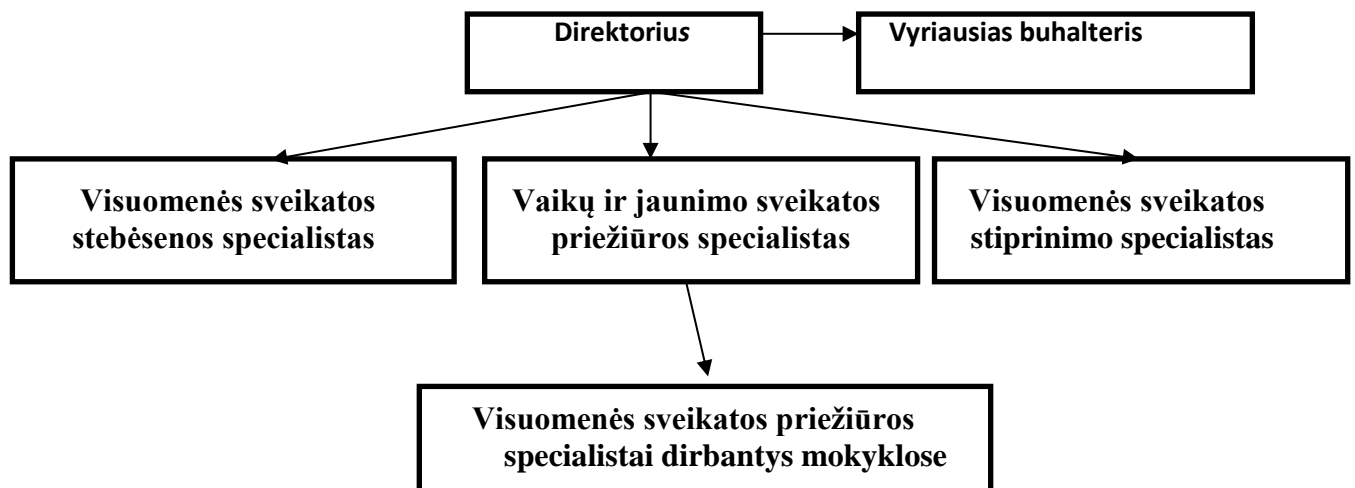 Direktorius
Vyriausias buhalteris
Visuomenės sveikatos
stebėsenos specialistas
Vaikų ir jaunimo sveikatos
priežiūros specialistas
Visuomenės sveikatos
stiprinimo specialistas
Visuomenės sveikatos priežiūros
specialistai dirbantys mokyklose